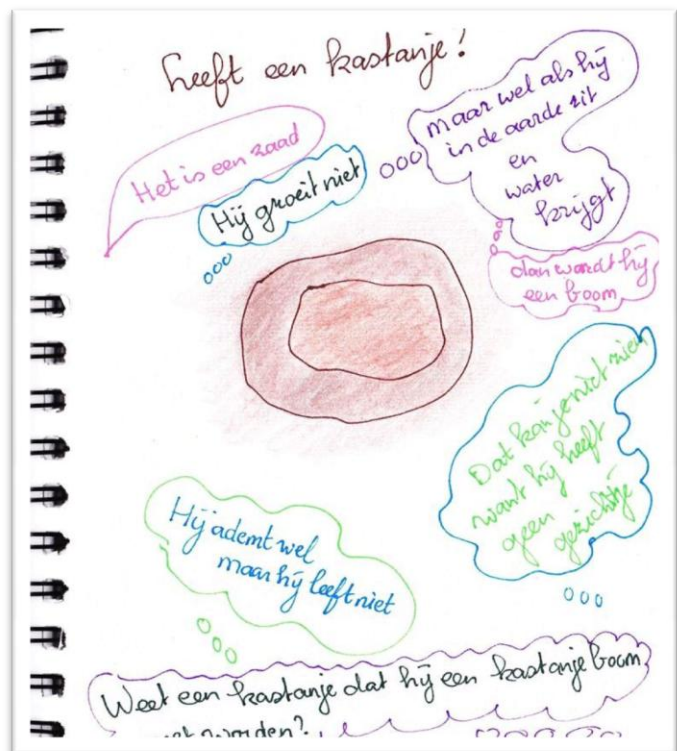 heeft een kastanje!
Het is een zaad
Hij groeit niet
maar wel als hij
in de aarde zit
en
water
krijgt
dan wordt hij
een boom
Dat kan je niet zien
want hij heeft
geen
gezichtje
Hij ademt wel
maar hij leeft niet
Weet een kastanje dat hij een kastanjeboom
worden?